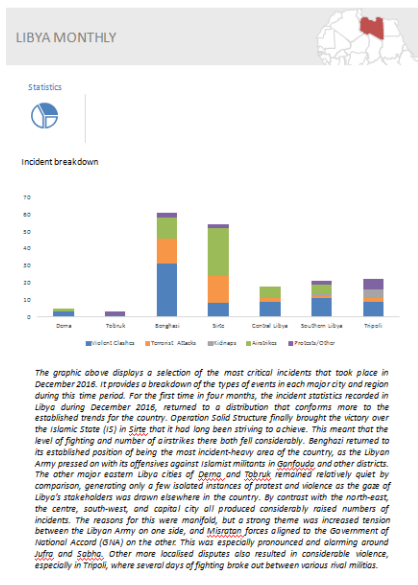 LIBYA MONTHLY
Statistics
Incident breakdown
70
60
50
40
30
20
10
0
Derna Tobruk Benghazi Sirte Central Libya Southern Libya Tripoli
Violent Clashes Terrorist Attacks Kidnaps Airstrikes Protests/Other
The graphic above displays a selection of the most critical incidents that took place in
December 2016. It provides a breakdown of the types of events in each major city and region
during this time period. For the first time in four months, the incident statistics recorded in
Libya during December 2016, returned to a distribution that conforms more to the
established trends for the country. Operation Solid Structure finally brought the victory over
the Islamic State (IS) in Sirte that it had long been striving to achieve. This meant that the
level of fighting and number of airstrikes there both fell considerably. Benghazi returned to
its established position of being the most incident-heavy area of the country, as the Libyan
Army pressed on with its offensives against Islamist militants in Ganfouda and other districts.
The other major eastern Libya cities of Derna and Tobruk remained relatively quiet by
comparison, generating only a few isolated instances of protest and violence as the gaze of
Libya's stakeholders was drawn elsewhere in the country. By contrast with the north-east,
the centre, south-west, and capital city all produced considerably raised numbers of
incidents. The reasons for this were manifold, but a strong theme was increased tension
between the Libyan Army on one side, and Misratan forces aligned to the Government of
National Accord (GNA) on the other. This was especially pronounced and alarming around
Jufra and Sabha. Other more localised disputes also resulted in considerable violence,
especially in Tripoli, where several days of fighting broke out between various rival militias.